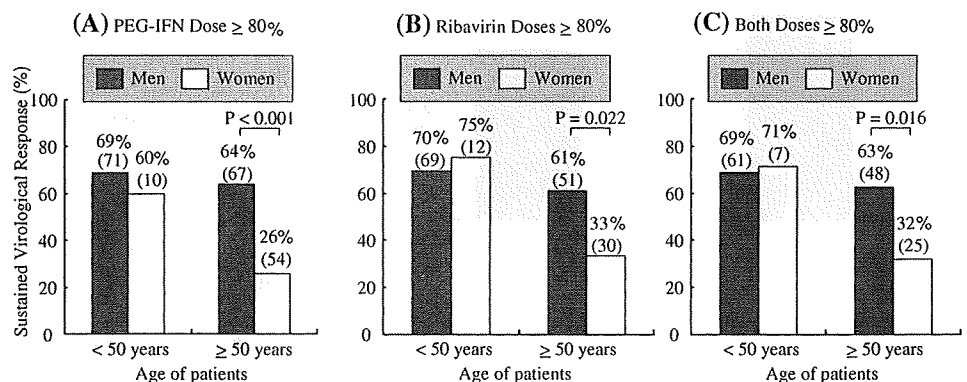 (A) PEG-IFN Dose ≥ 80%
Men Women
Sustained Virological Response (%)
100
80
60
40
20
0
69%
(71)
60%
(10)
P < 0.001
64%
(67)
26%
(54)
< 50 years ≥ 50 years
Age of patients
(B) Ribavirin Doses ≥ 80%
Men Women
100
80
60
40
20
0
70%
(69)
75%
(12)
P = 0.022
61%
(51)
33%
(30)
< 50 years ≥ 50 years
Age of patients
(C) Both Doses ≥ 80%
Men Women
100
80
60
40
20
0
69%
(61)
71%
(7)
P = 0.016
63%
(48)
32%
(25)
< 50 years ≥ 50 years
Age of patients